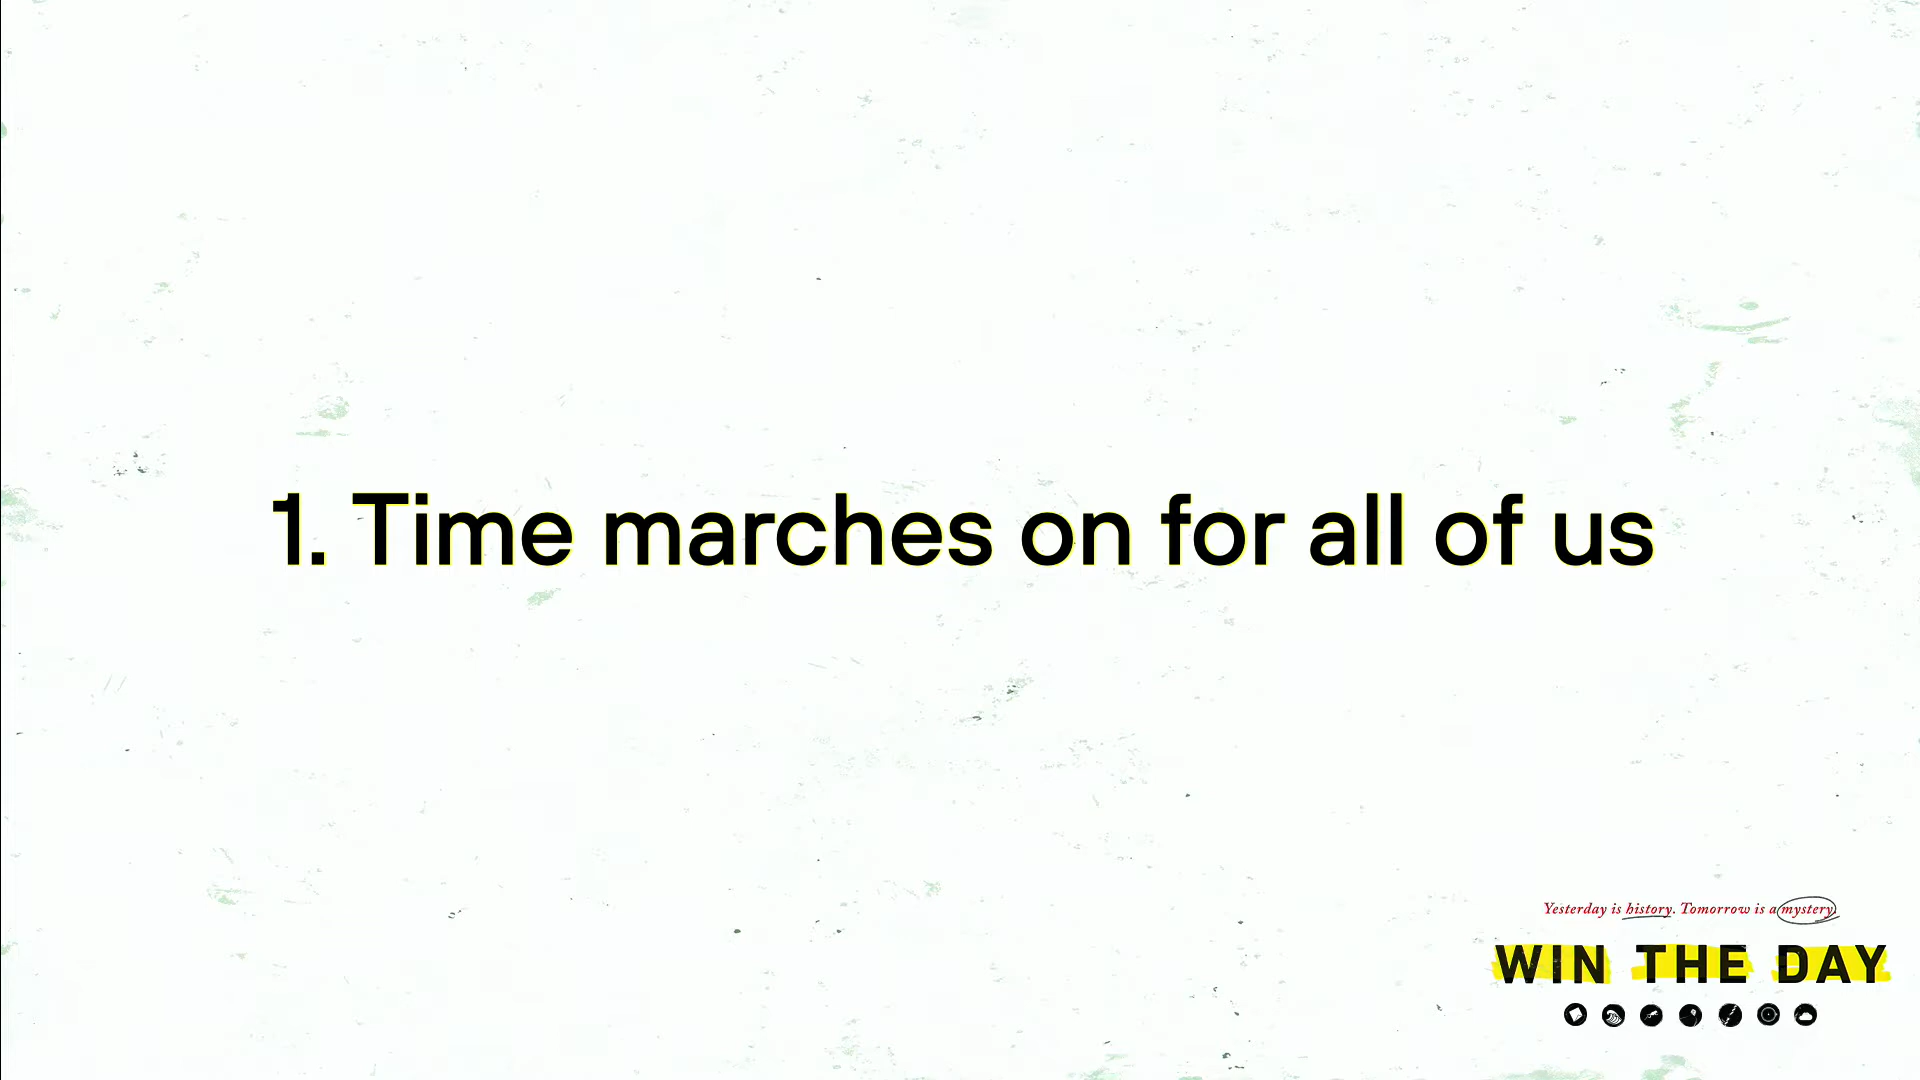 1. Time marches on for all of us
Yesterday is history. Tomorrow is a mystery.
WIN THE DAY